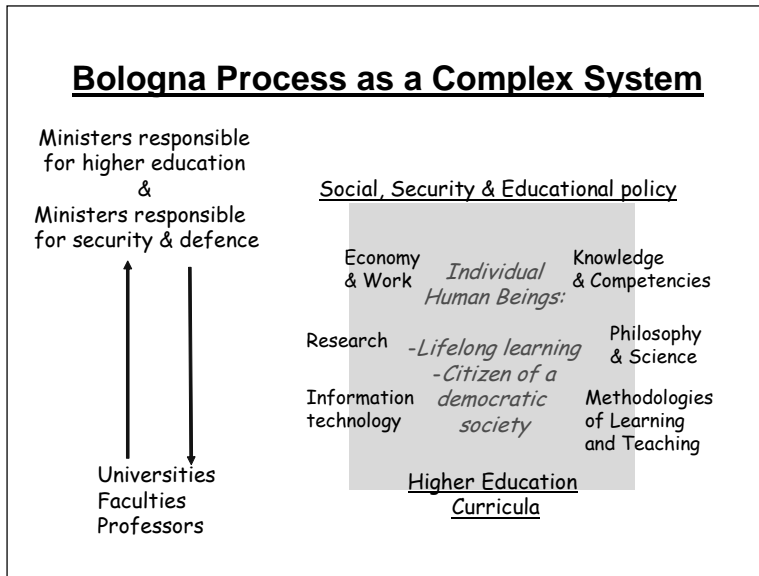 Bologna Process as a Complex System
Ministers responsible
for higher education
&
Ministers responsible
for security & defence
Universities
Faculties
Professors
Social, Security & Educational policy
Economy
& Work
Research
Information
technology
Individual
Human Beings:
-Lifelong learning
-Citizen of a
democratic
society
Knowledge
& Competencies
Philosophy
& Science
Methodologies
of Learning
and Teaching
Higher Education
Curricula